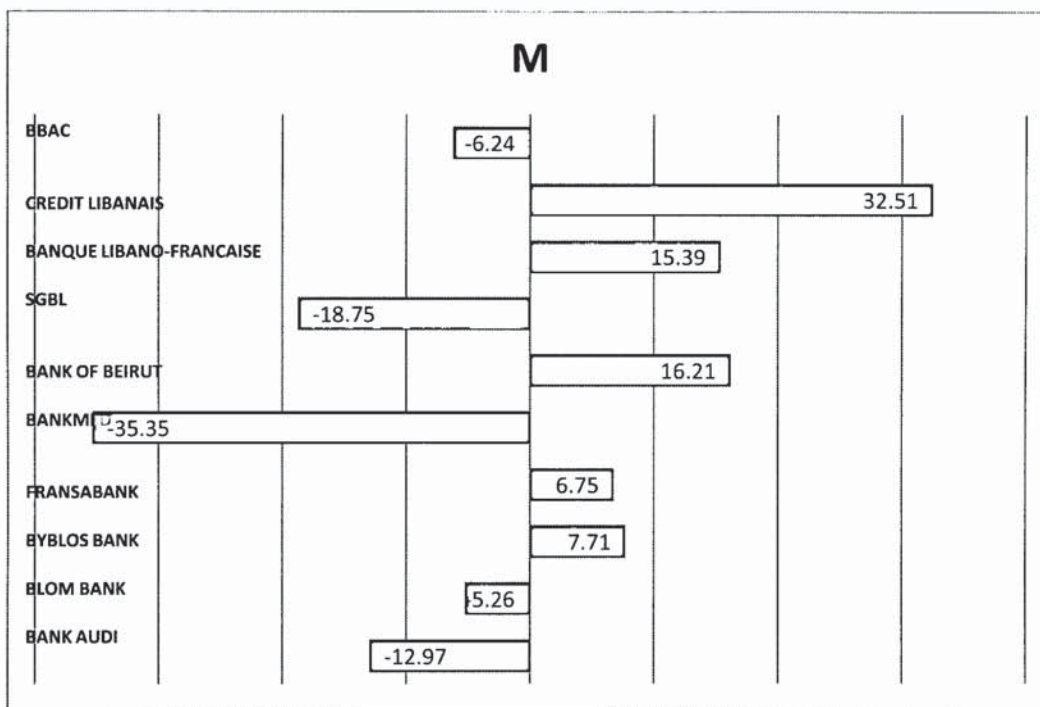 M
BBAC
-6.24
CREDIT LIBANAIS
32.51
BANQUE LIBANO-FRANCAISE
15.39
SGBL
-18.75
BANK OF BEIRUT
16.21
BANKMED
-35.35
FRANSABANK
6.75
BYBLOS BANK
7.71
BLOM BANK
-5.26
BANK AUDI
-12.97